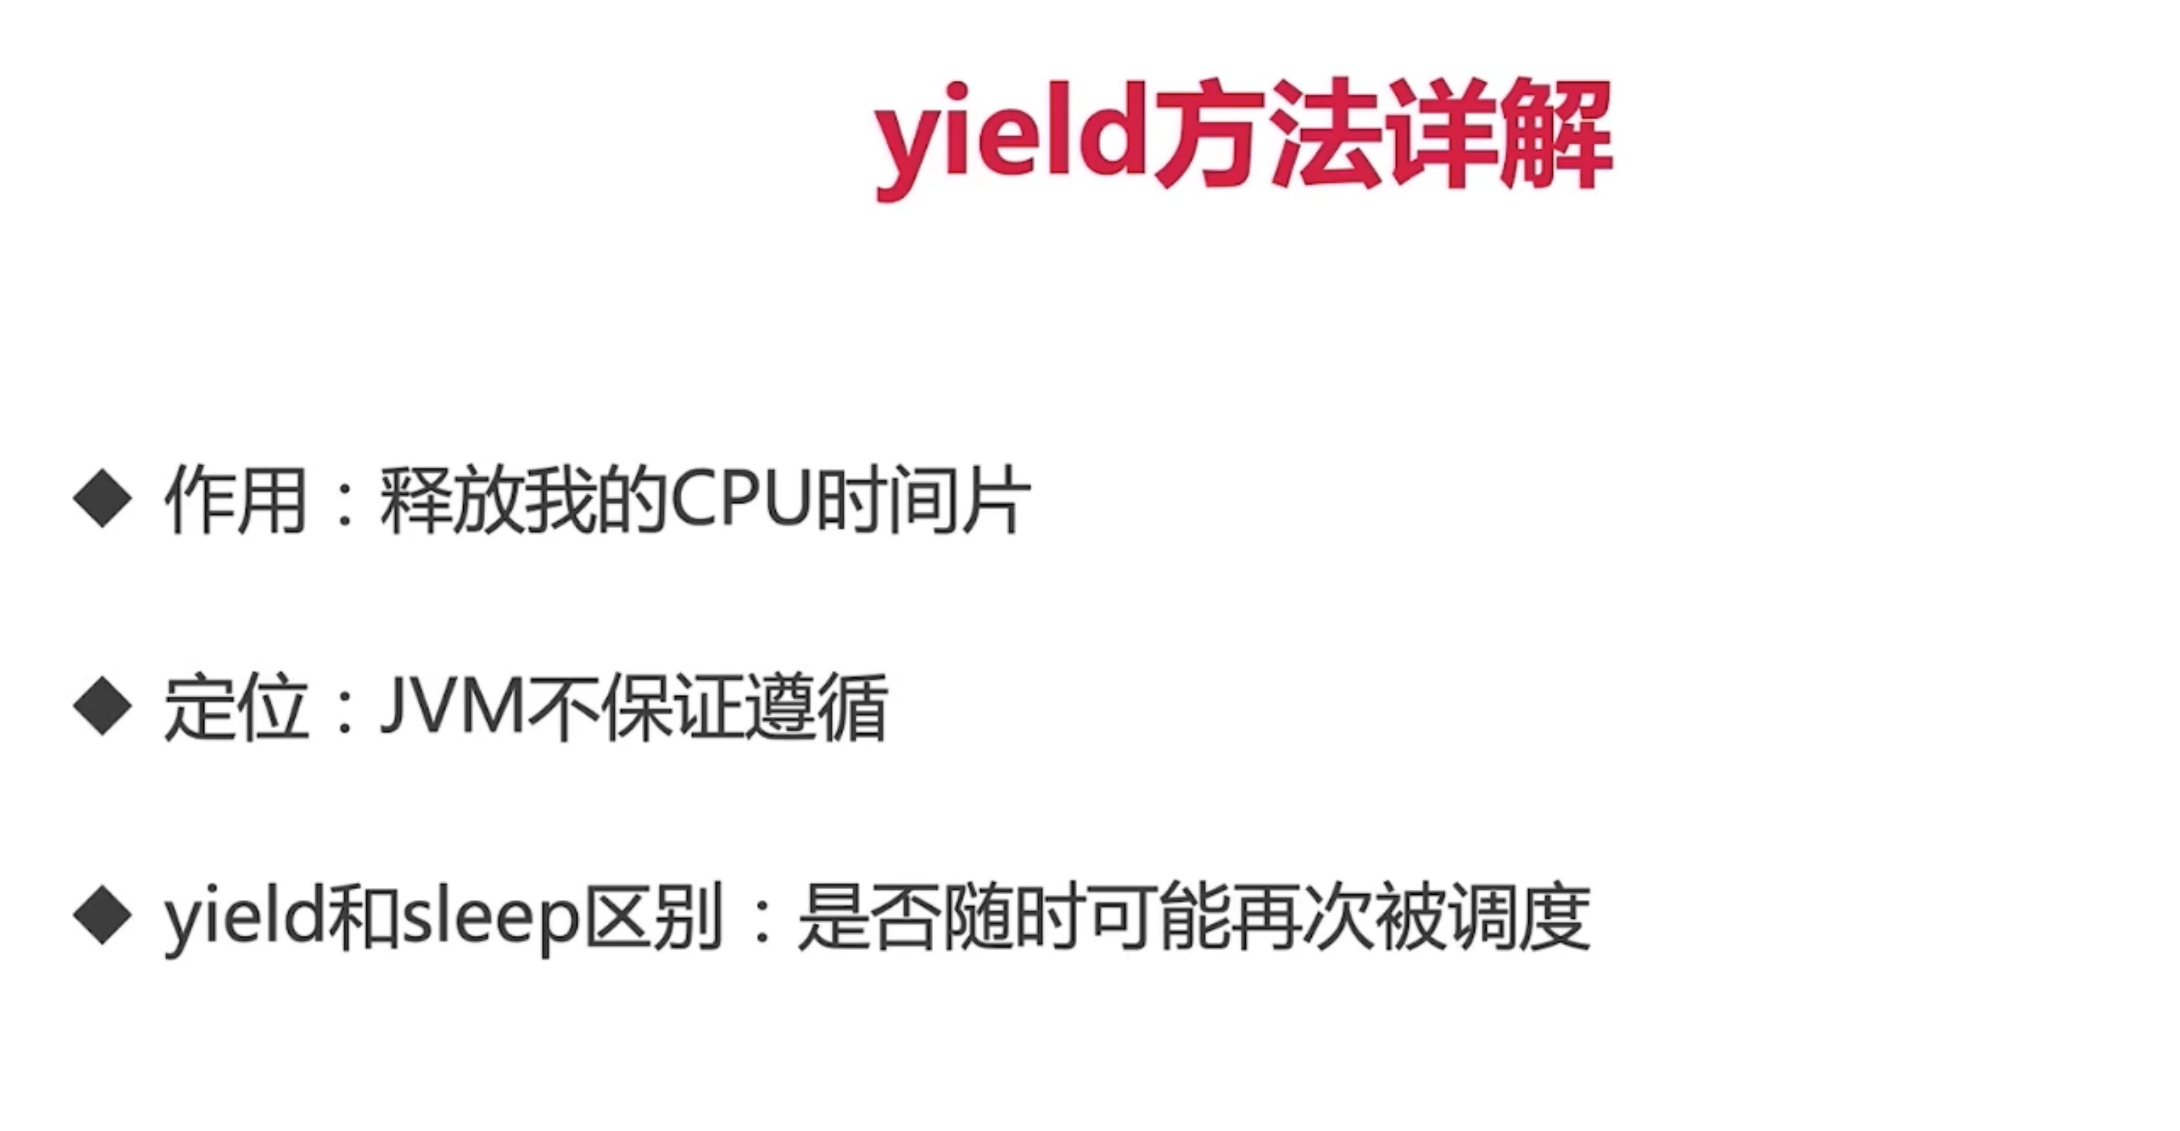 yield方法详解
◆ 作用：释放我的CPU时间片
◆ 定位：JVM不保证遵循
◆ yield和sleep区别：是否随时可能再次被调度